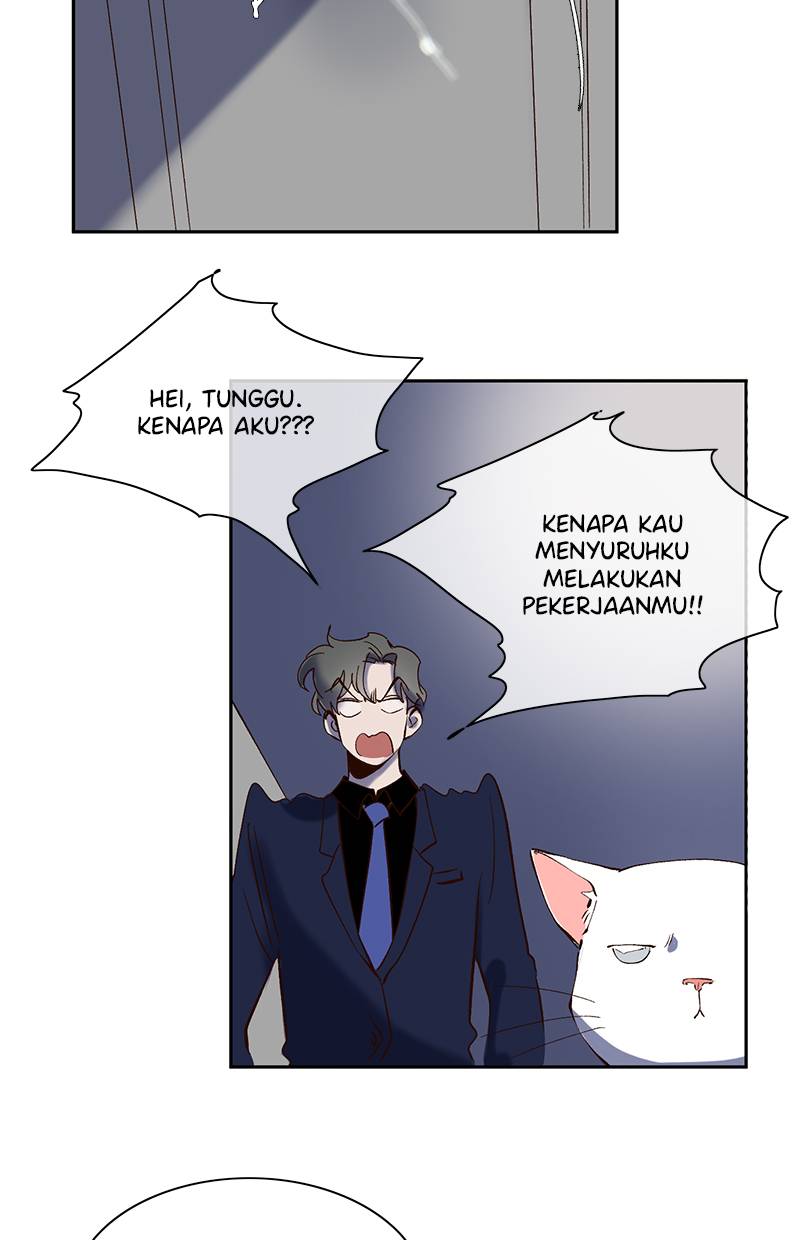 HEI, TUNGGU.
KENAPA AKU???
KENAPA KAU
MENYURUHKU
MELAKUKAN
PEKERJAANMU!!